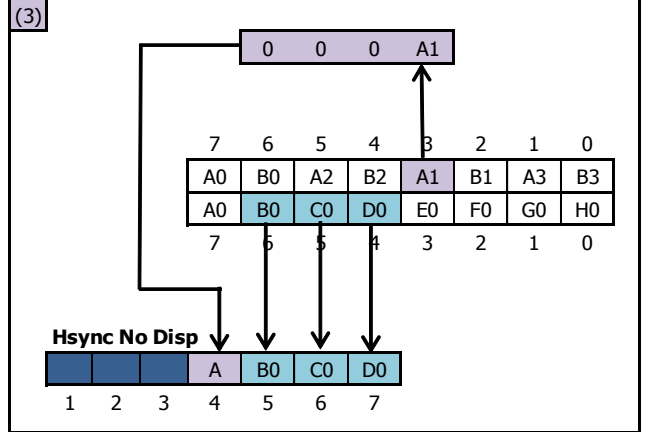 (3)
0 0 0 A1
7 6 5 4 3 2 1 0
A0 B0 A2 B2 A1 B1 A3 B3
A0 B0 C0 D0 E0 F0 G0 H0
7 6 5 4 3 2 1 0
Hsync No Disp
A B0 C0 D0
1 2 3 4 5 6 7